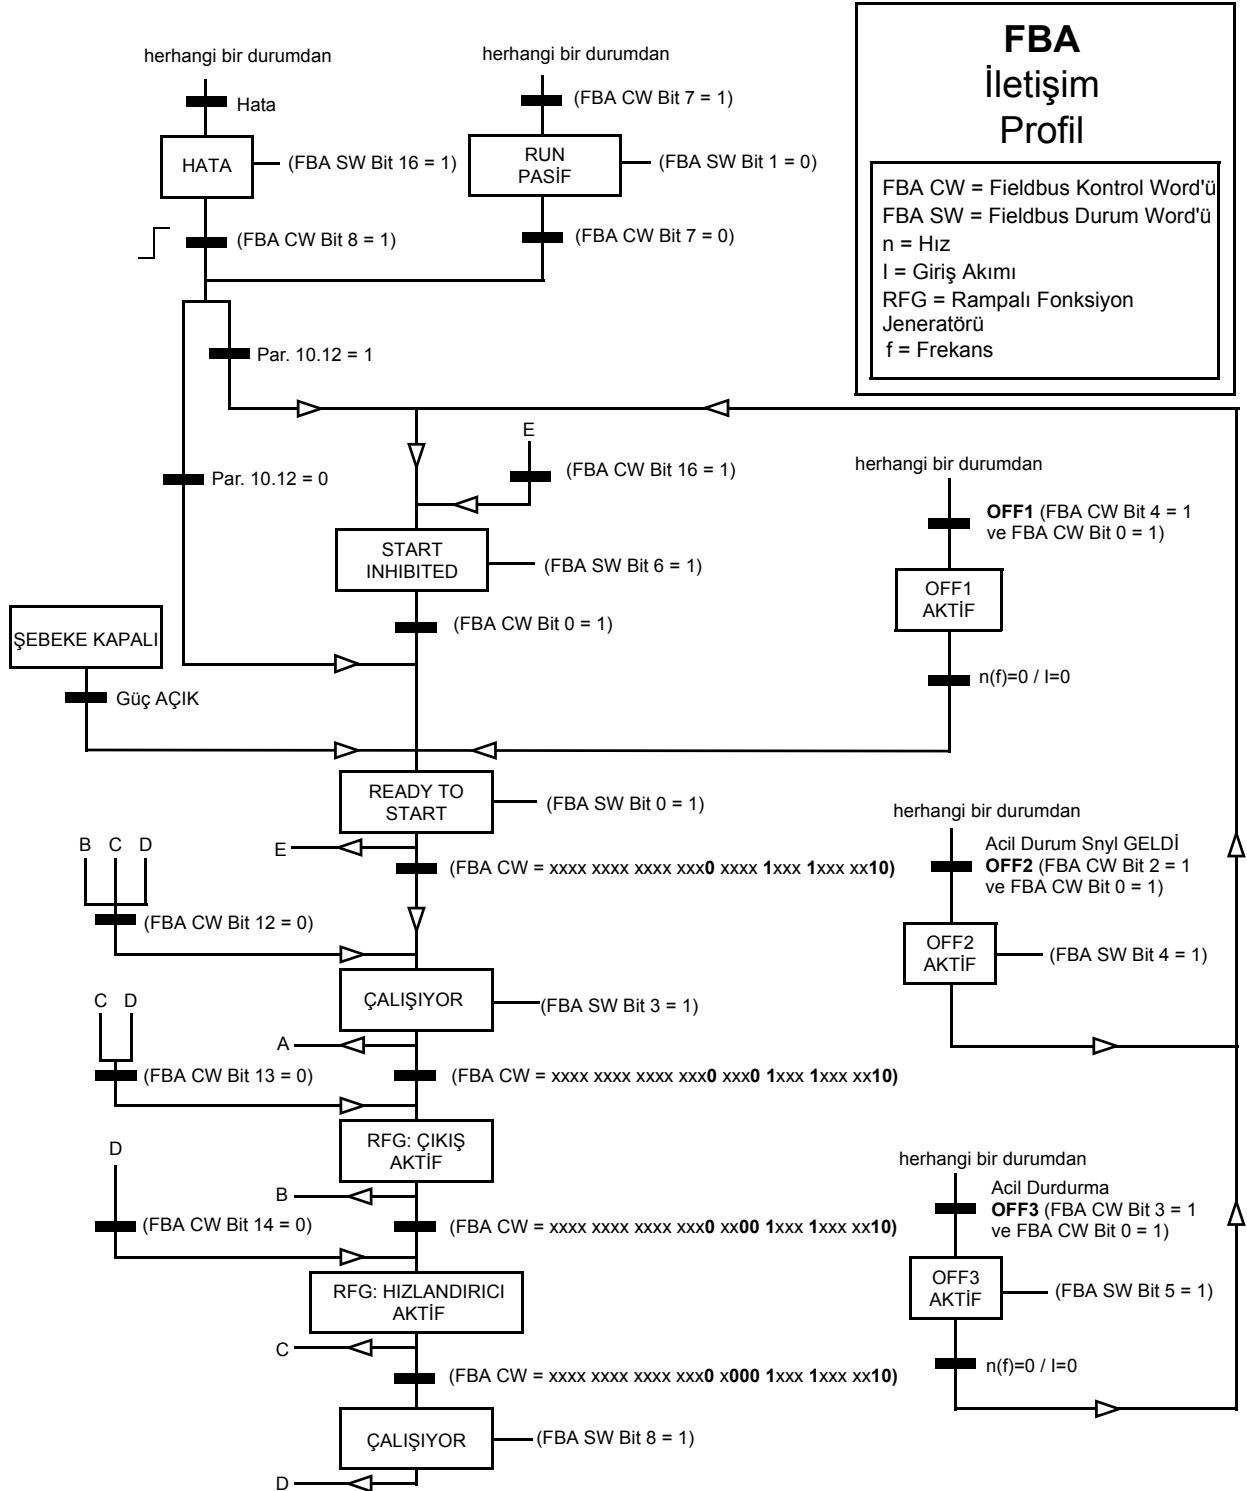 FBA
İletişim
Profil
FBA CW = Fieldbus Kontrol Word'ü
FBA SW = Fieldbus Durum Word'ü
n = Hız
I = Giriş Akımı
RFG = Rampalı Fonksiyon
Jeneratörü
f = Frekans
herhangi bir durumdan
Hata
HATA
(FBA SW Bit 16 = 1)
(FBA CW Bit 8 = 1)
herhangi bir durumdan
(FBA CW Bit 7 = 1)
RUN
PASİF
(FBA SW Bit 1 = 0)
(FBA CW Bit 7 = 0)
Par. 10.12 = 1
Par. 10.12 = 0
E
(FBA CW Bit 16 = 1)
START
INHIBITED
(FBA SW Bit 6 = 1)
(FBA CW Bit 0 = 1)
herhangi bir durumdan
OFF1 (FBA CW Bit 4 = 1
ve FBA CW Bit 0 = 1)
OFF1
AKTİF
n(f)=0 / I=0
ŞEBEKE KAPALI
Güç AÇIK
READY TO
START
(FBA SW Bit 0 = 1)
E
(FBA CW = xxxx xxxx xxxx xxx0 xxxx 1xxx 1xxx xx10)
B C D
(FBA CW Bit 12 = 0)
herhangi bir durumdan
Acil Durum Snyl GELDİ
OFF2 (FBA CW Bit 2 = 1
ve FBA CW Bit 0 = 1)
OFF2
AKTİF
(FBA SW Bit 4 = 1)
ÇALIŞIYOR
(FBA SW Bit 3 = 1)
C D
A
(FBA CW Bit 13 = 0)
(FBA CW = xxxx xxxx xxxx xxx0 xxx0 1xxx 1xxx xx10)
RFG: ÇIKIŞ
AKTİF
D
B
(FBA CW Bit 14 = 0)
(FBA CW = xxxx xxxx xxxx xxx0 xx00 1xxx 1xxx xx10)
herhangi bir durumdan
Acil Durdurma
OFF3 (FBA CW Bit 3 = 1
ve FBA CW Bit 0 = 1)
OFF3
AKTİF
(FBA SW Bit 5 = 1)
n(f)=0 / I=0
RFG: HIZLANDIRICI
AKTİF
C
(FBA CW = xxxx xxxx xxxx xxx0 x000 1xxx 1xxx xx10)
ÇALIŞIYOR
(FBA SW Bit 8 = 1)
D